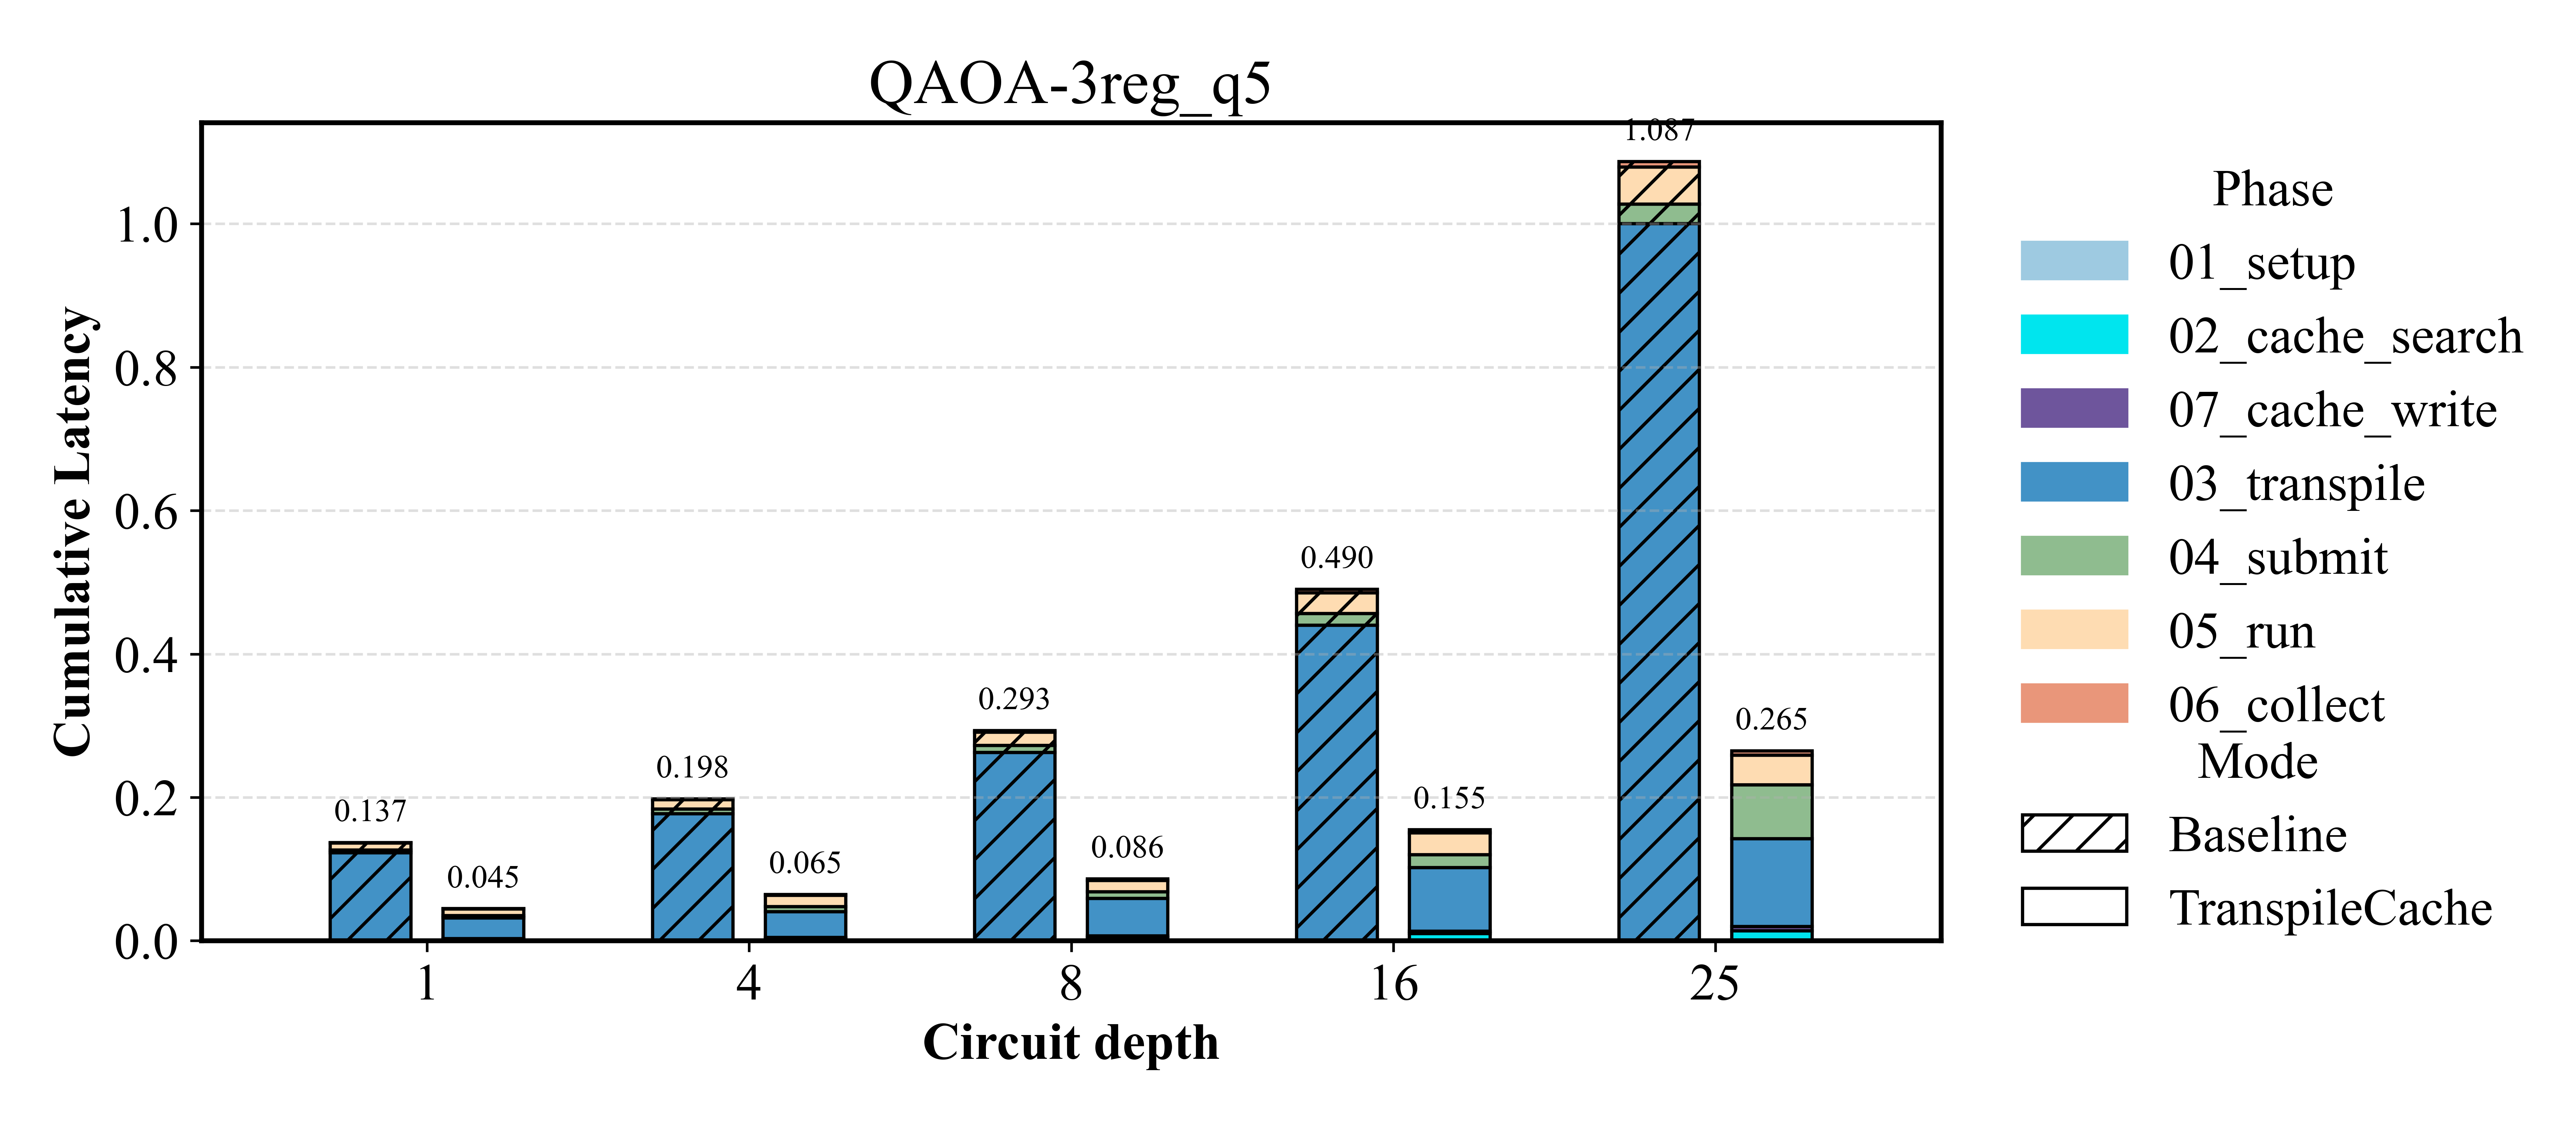 QAOA-3reg_q5
Cumulative Latency
1.0
0.8
0.6
0.4
0.2
0.0
0.137
0.045
0.198
0.065
0.293
0.086
0.490
0.155
1.087
0.265
1
4
8
16
25
Circuit depth
Phase
01_setup
02_cache_search
07_cache_write
03_transpile
04_submit
05_run
06_collect
Mode
Baseline
TranspileCache